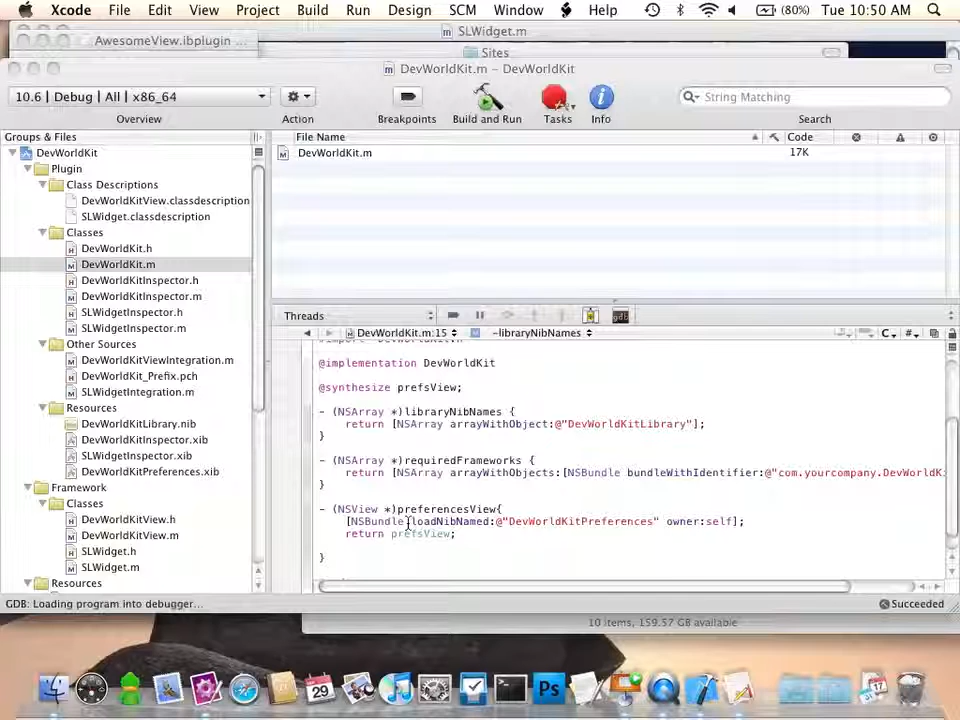 Xcode File Edit View Project Build Run Design SCM Window Help (80%) Tue 10:50 AM
SLWidget.m
AwesomeView.ibplugin ...
Sites
DevWorldKit.m – DevWorldKit
10.6 | Debug | All | x86_64
String Matching
Overview Action Breakpoints Build and Run Tasks Info Search
Groups & Files
File Name Code
DevWorldKit
DevWorldKit.m 17K
Plugin
Class Descriptions
DevWorldKitView.classdescription
SLWidget.classdescription
Classes
DevWorldKit.h
DevWorldKit.m
DevWorldKitInspector.h
DevWorldKitInspector.m
SLWidgetInspector.h
SLWidgetInspector.m
Other Sources
DevWorldKitViewIntegration.m
DevWorldKit_Prefix.pch
SLWidgetIntegration.m
Resources
DevWorldKitLibrary.nib
DevWorldKitInspector.xib
SLWidgetInspector.xib
DevWorldKitPreferences.xib
Framework
Classes
DevWorldKitView.h
DevWorldKitView.m
SLWidget.h
SLWidget.m
Resources
Threads
DevWorldKit.m:15 -libraryNibNames C #
@implementation DevWorldKit
@synthesize prefsView;
- (NSArray *)libraryNibNames {
return [NSArray arrayWithObject:@"DevWorldKitLibrary"];
}
- (NSArray *)requiredFrameworks {
return [NSArray arrayWithObjects:[NSBundle bundleWithIdentifier:@"com.yourcompany.DevWorldK
}
- (NSView *)preferencesView{
[NSBundle loadNibNamed:@"DevWorldKitPreferences" owner:self];
return prefsView;
}
GDB: Loading program into debugger...
Succeeded
10 items, 159.57 GB available
29
Ps
17